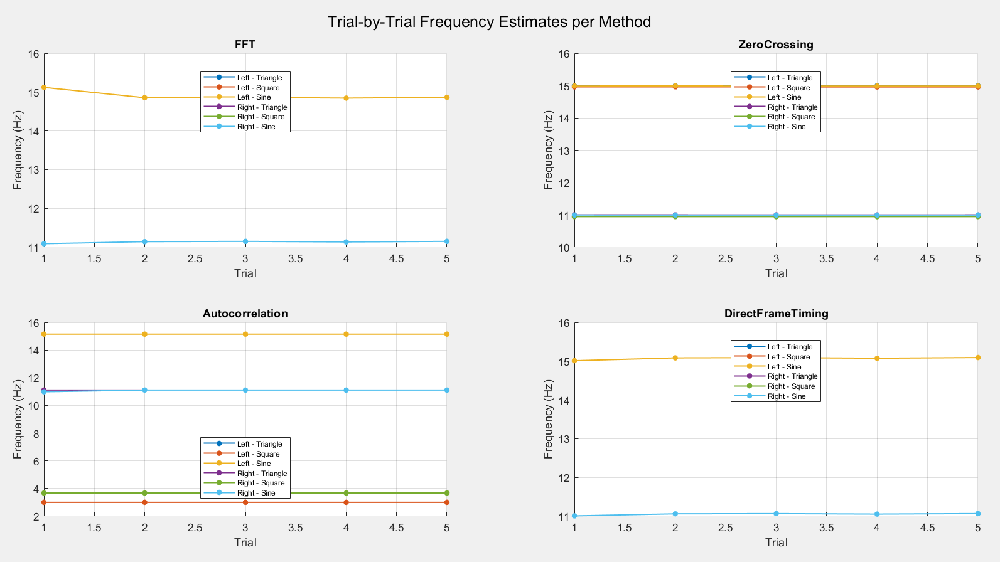 Trial-by-Trial Frequency Estimates per Method
FFT
16
15
14
13
12
11
Frequency (Hz)
Left - Triangle
Left - Square
Left - Sine
Right - Triangle
Right - Square
Right - Sine
1 1.5 2 2.5 3 3.5 4 4.5 5
Trial
ZeroCrossing
16
15
14
13
12
11
10
Frequency (Hz)
Left - Triangle
Left - Square
Left - Sine
Right - Triangle
Right - Square
Right - Sine
1 1.5 2 2.5 3 3.5 4 4.5 5
Trial
Autocorrelation
16
14
12
10
8
6
4
2
Frequency (Hz)
Left - Triangle
Left - Square
Left - Sine
Right - Triangle
Right - Square
Right - Sine
1 1.5 2 2.5 3 3.5 4 4.5 5
Trial
DirectFrameTiming
16
15
14
13
12
11
Frequency (Hz)
Left - Triangle
Left - Square
Left - Sine
Right - Triangle
Right - Square
Right - Sine
1 1.5 2 2.5 3 3.5 4 4.5 5
Trial